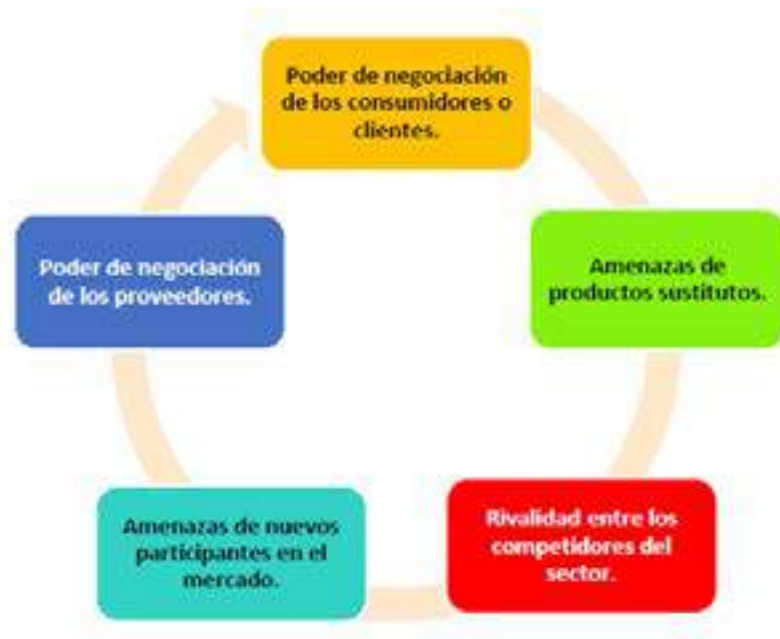 Poder de negociación
de los consumidores o
clientes.
Amenazas de
productos sustitutos.
Rivalidad entre los
competidores del
sector.
Amenazas de nuevos
participantes en el
mercado.
Poder de negociación
de los proveedores.